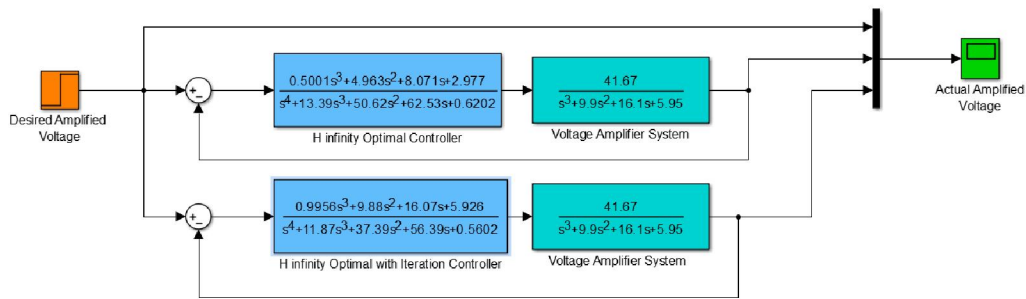 Desired Amplified
Voltage
+
−
0.5001s³+4.963s²+8.071s+2.977
s⁴+13.39s³+50.62s²+62.53s+0.6202
H infinity Optimal Controller
41.67
s³+9.9s²+16.1s+5.95
Voltage Amplifier System
Actual Amplified
Voltage
+
−
0.9956s³+9.88s²+16.07s+5.926
s⁴+11.87s³+37.39s²+56.39s+0.5602
H infinity Optimal with Iteration Controller
41.67
s³+9.9s²+16.1s+5.95
Voltage Amplifier System